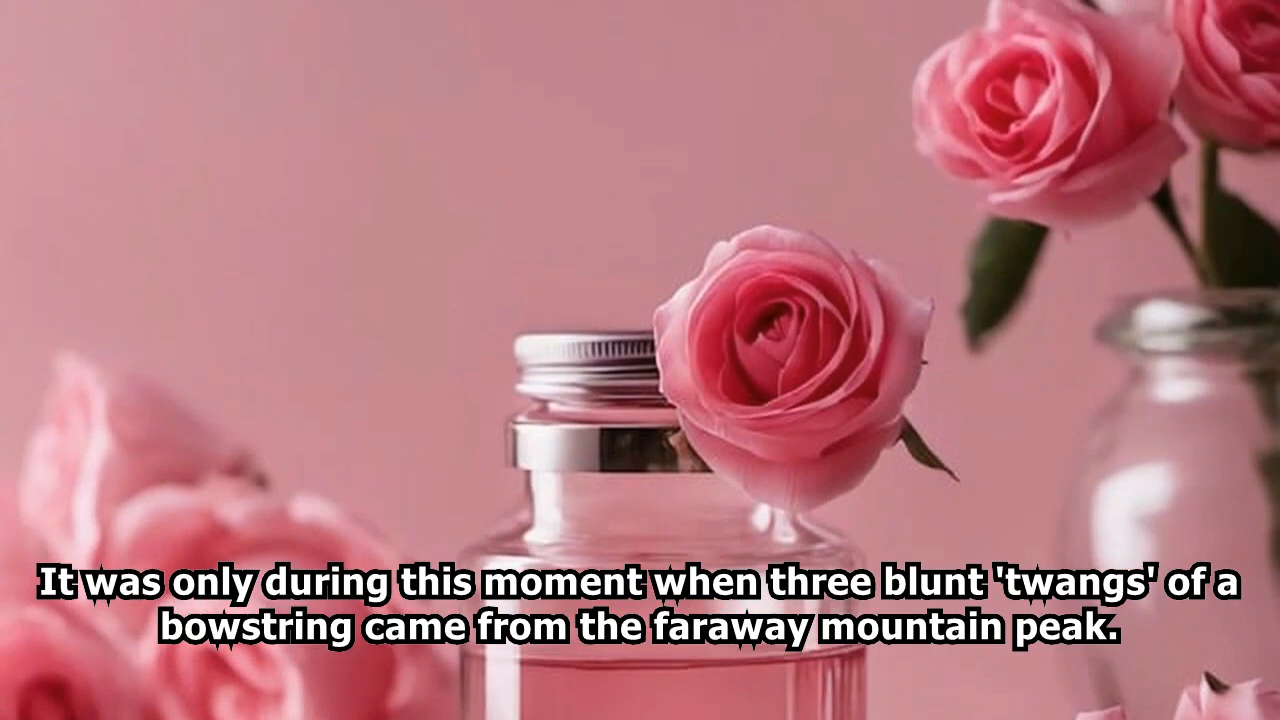 It was only during this moment when three blunt 'twangs' of a
bowstring came from the faraway mountain peak.